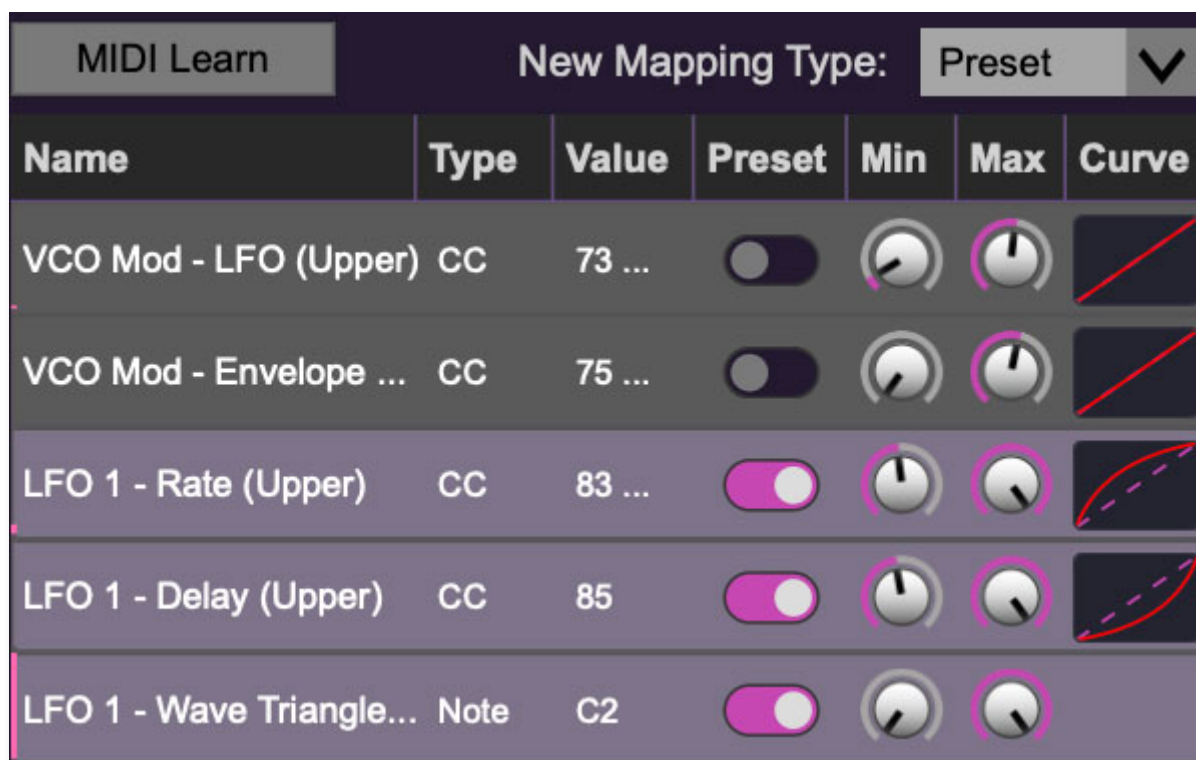 MIDI Learn New Mapping Type: Preset
Name Type Value Preset Min Max Curve
VCO Mod - LFO (Upper) CC 73 ...
VCO Mod - Envelope ... CC 75 ...
LFO 1 - Rate (Upper) CC 83 ...
LFO 1 - Delay (Upper) CC 85
LFO 1 - Wave Triangle... Note C2